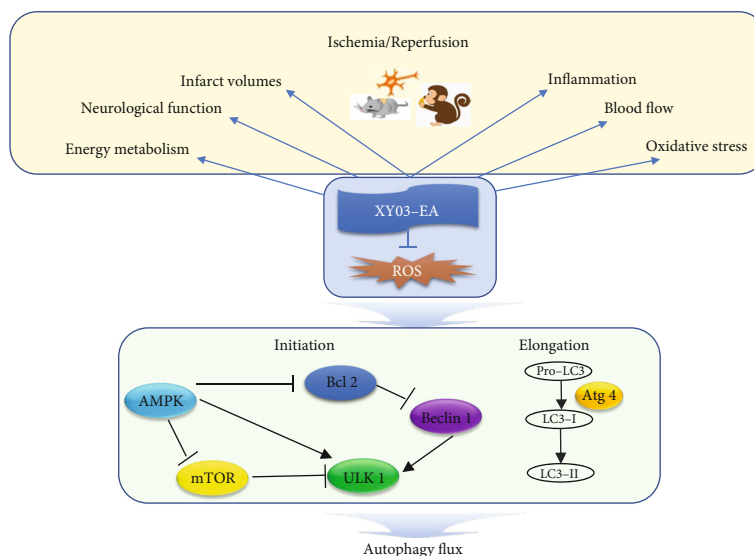 Ischemia/Reperfusion
Infarct volumes
Inflammation
Neurological function
Blood flow
Energy metabolism
Oxidative stress
XY03–EA
ROS
Initiation
Elongation
Bcl 2
Pro–LC3
AMPK
Atg 4
Beclin 1
LC3–I
mTOR
ULK 1
LC3–II
Autophagy flux